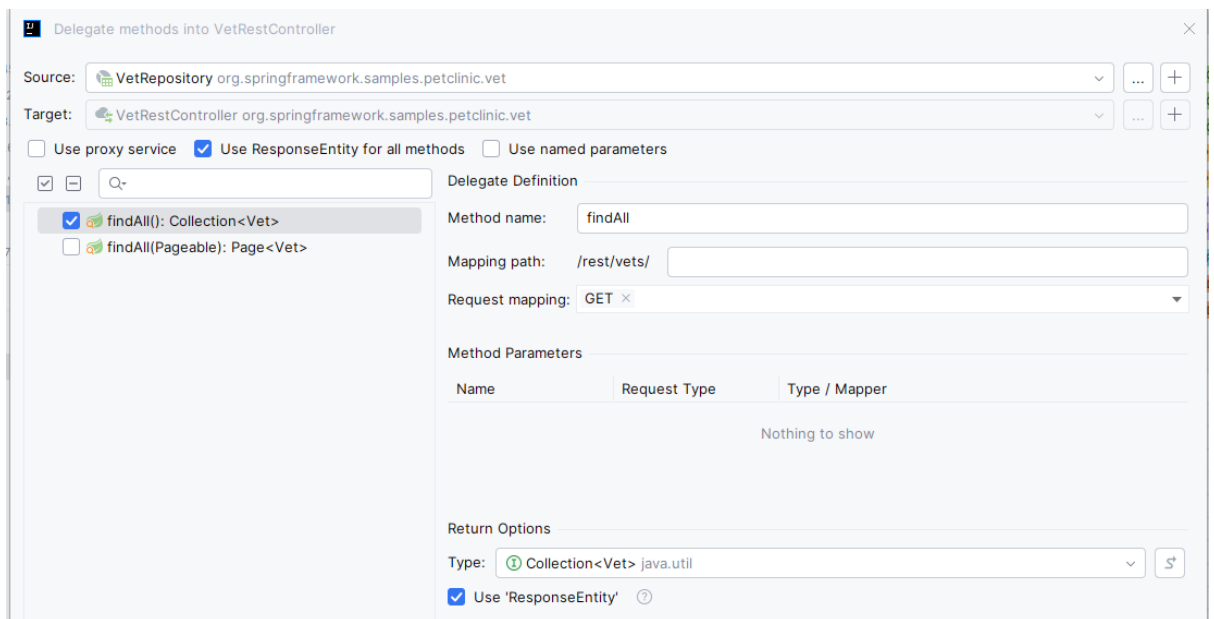 Delegate methods into VetRestController
Source: VetRepository org.springframework.samples.petclinic.vet ...
Target: VetRestController org.springframework.samples.petclinic.vet ...
Use proxy service Use ResponseEntity for all methods Use named parameters
Delegate Definition
findAll(): Collection<Vet>
findAll(Pageable): Page<Vet>
Method name: findAll
Mapping path: /rest/vets/
Request mapping: GET ×
Method Parameters
Name Request Type Type / Mapper
Nothing to show
Return Options
Type: Collection<Vet> java.util
Use 'ResponseEntity' ?